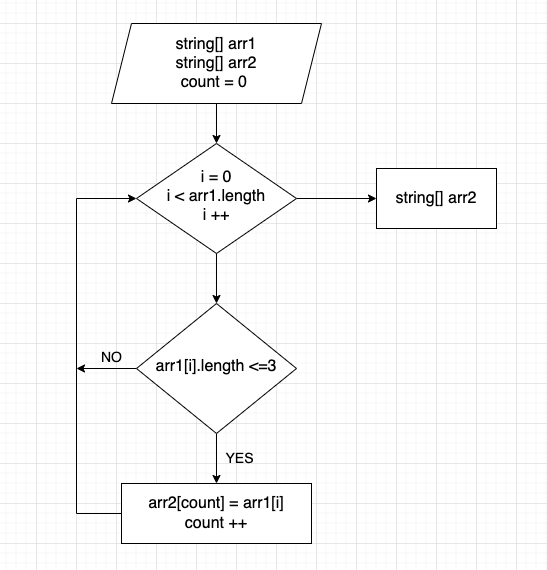 string[] arr1
string[] arr2
count = 0
i = 0
i < arr1.length
i ++
string[] arr2
arr1[i].length <=3
NO
YES
arr2[count] = arr1[i]
count ++